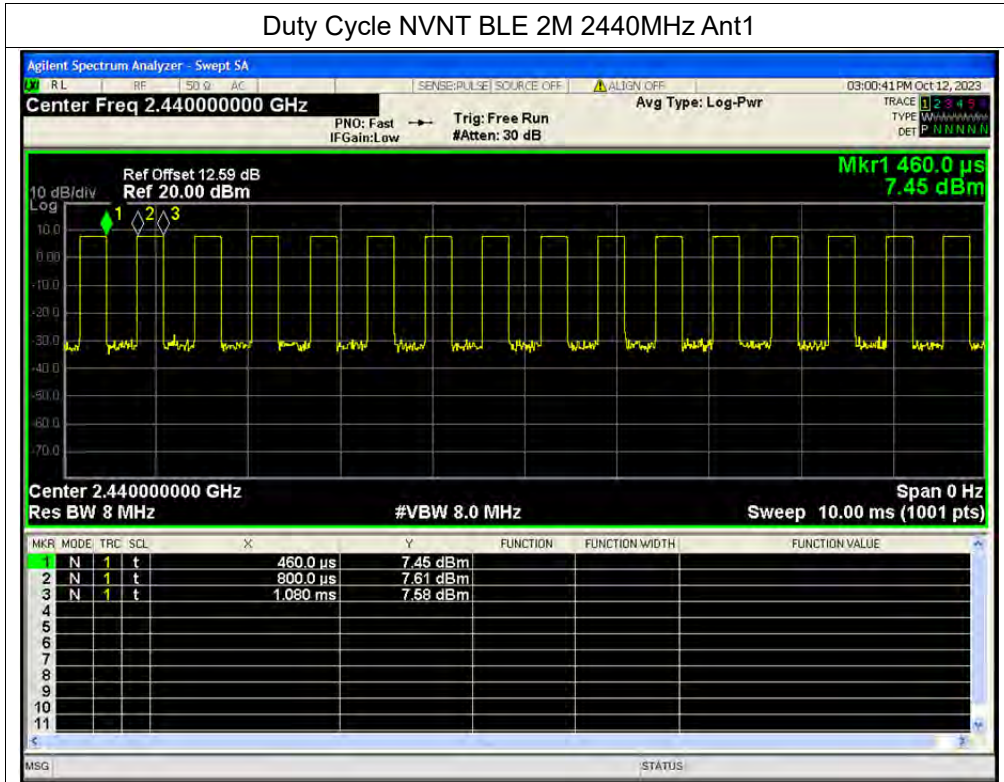 Duty Cycle NVNT BLE 2M 2440MHz Ant1
Agilent Spectrum Analyzer - Swept SA
RL RF 50 Ω AC SENSE:PULSE SOURCE OFF ALIGN OFF 03:00:41 PM Oct 12, 2023
Center Freq 2.440000000 GHz Avg Type: Log-Pwr TRACE 1 2 3 4 5 6
PNO: Fast Trig: Free Run TYPE
IFGain:Low #Atten: 30 dB DET P N N N N N
Mkr1 460.0 µs
Ref Offset 12.59 dB
10 dB/div Ref 20.00 dBm 7.45 dBm
Log
1 2 3
10.0
0.00
-10.0
-20.0
-30.0
-40.0
-50.0
-60.0
-70.0
Center 2.440000000 GHz Span 0 Hz
Res BW 8 MHz #VBW 8.0 MHz Sweep 10.00 ms (1001 pts)
MKR MODE TRC SCL X Y FUNCTION FUNCTION WIDTH FUNCTION VALUE
1 N 1 t 460.0 µs 7.45 dBm
2 N 1 t 800.0 µs 7.61 dBm
3 N 1 t 1.080 ms 7.58 dBm
4
5
6
7
8
9
10
11
MSG STATUS